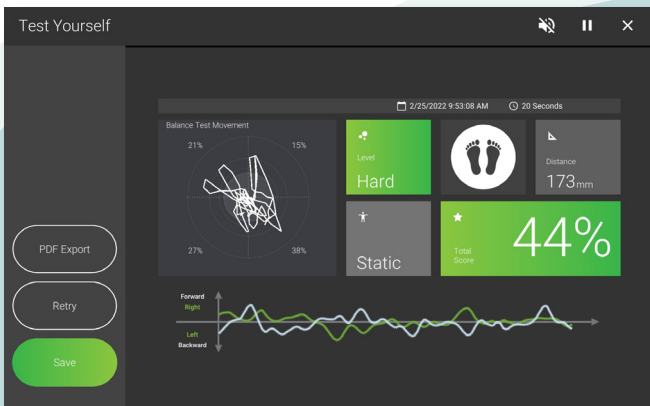 Test Yourself
2/25/2022 9:53:08 AM 20 Seconds
Balance Test Movement
21% 15%
27% 38%
Level
Hard
Distance
173mm
Static
Total
Score
44%
PDF Export
Retry
Save
Forward
Right
Left
Backward